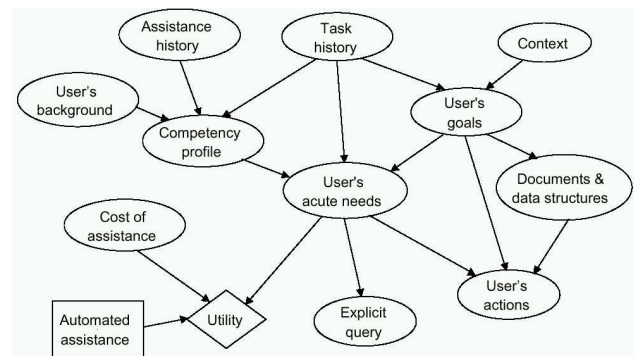 Assistance
history
Task
history
Context
User's
background
Competency
profile
User's
goals
User's
acute needs
Documents &
data structures
Cost of
assistance
User's
actions
Automated
assistance
Utility
Explicit
query